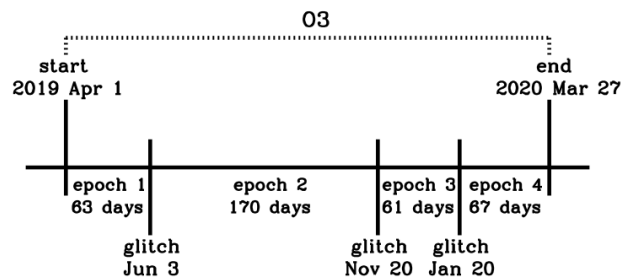 O3
start
2019 Apr 1
end
2020 Mar 27
epoch 1
63 days
epoch 2
170 days
epoch 3
61 days
epoch 4
67 days
glitch
Jun 3
glitch
Nov 20
glitch
Jan 20